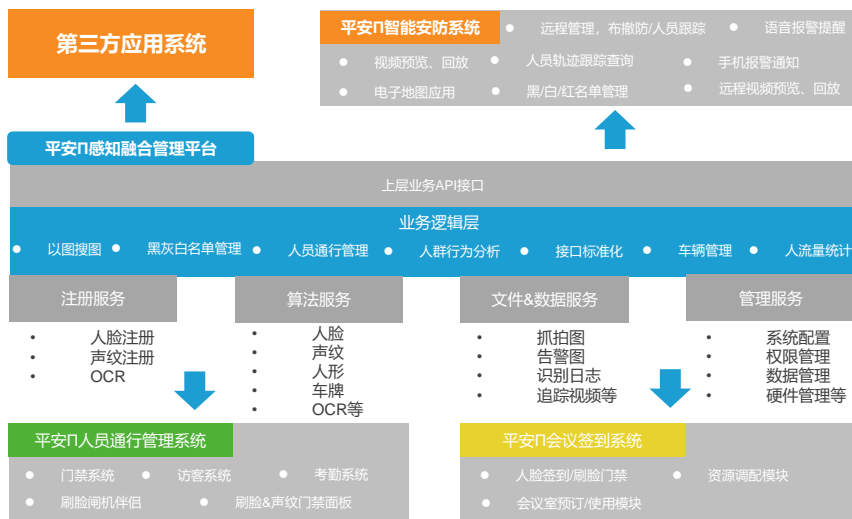 第三方应用系统
平安Π智能安防系统
● 远程管理，布撤防/人员跟踪
● 语音报警提醒
● 视频预览、回放
● 人员轨迹跟踪查询
● 手机报警通知
● 电子地图应用
● 黑/白/红名单管理
● 远程视频预览、回放
平安Π感知融合管理平台
上层业务API接口
业务逻辑层
● 以图搜图
● 黑灰白名单管理
● 人员通行管理
● 人群行为分析
● 接口标准化
● 车辆管理
● 人流量统计
注册服务
• 人脸注册
• 声纹注册
• OCR
算法服务
• 人脸
• 声纹
• 人形
• 车牌
• OCR等
文件&数据服务
• 抓拍图
• 告警图
• 识别日志
• 追踪视频等
管理服务
• 系统配置
• 权限管理
• 数据管理
• 硬件管理等
平安Π人员通行管理系统
● 门禁系统
● 访客系统
● 考勤系统
● 刷脸闸机伴侣
● 刷脸&声纹门禁面板
平安Π会议签到系统
● 人脸签到/刷脸门禁
● 资源调配模块
● 会议室预订/使用模块